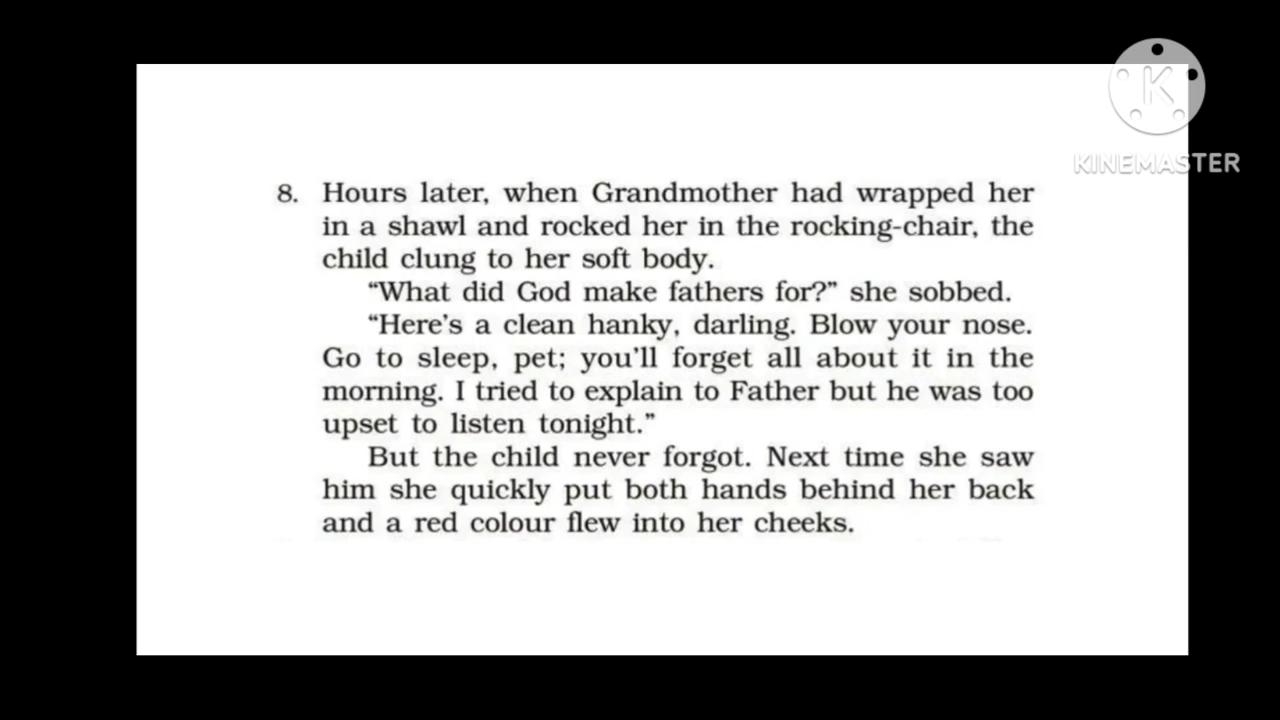 K
KINEMASTER
8. Hours later, when Grandmother had wrapped her
in a shawl and rocked her in the rocking-chair, the
child clung to her soft body.
“What did God make fathers for?” she sobbed.
“Here’s a clean hanky, darling. Blow your nose.
Go to sleep, pet; you’ll forget all about it in the
morning. I tried to explain to Father but he was too
upset to listen tonight.”
But the child never forgot. Next time she saw
him she quickly put both hands behind her back
and a red colour flew into her cheeks.